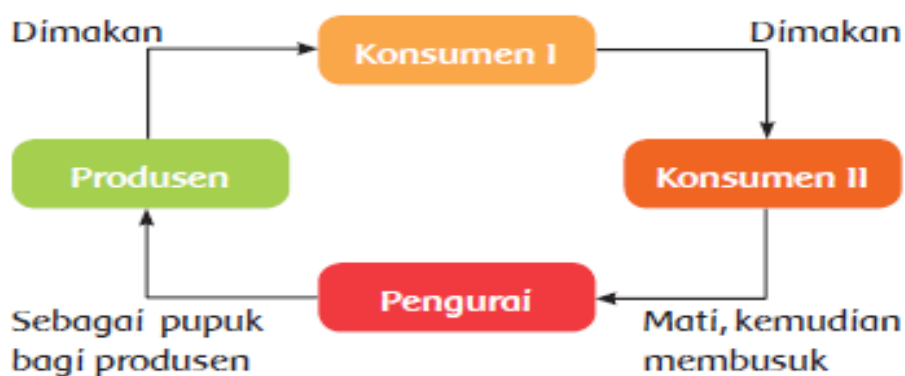 Dimakan
Konsumen I
Dimakan
Produsen
Konsumen II
Pengurai
Sebagai pupuk
bagi produsen
Mati, kemudian
membusuk